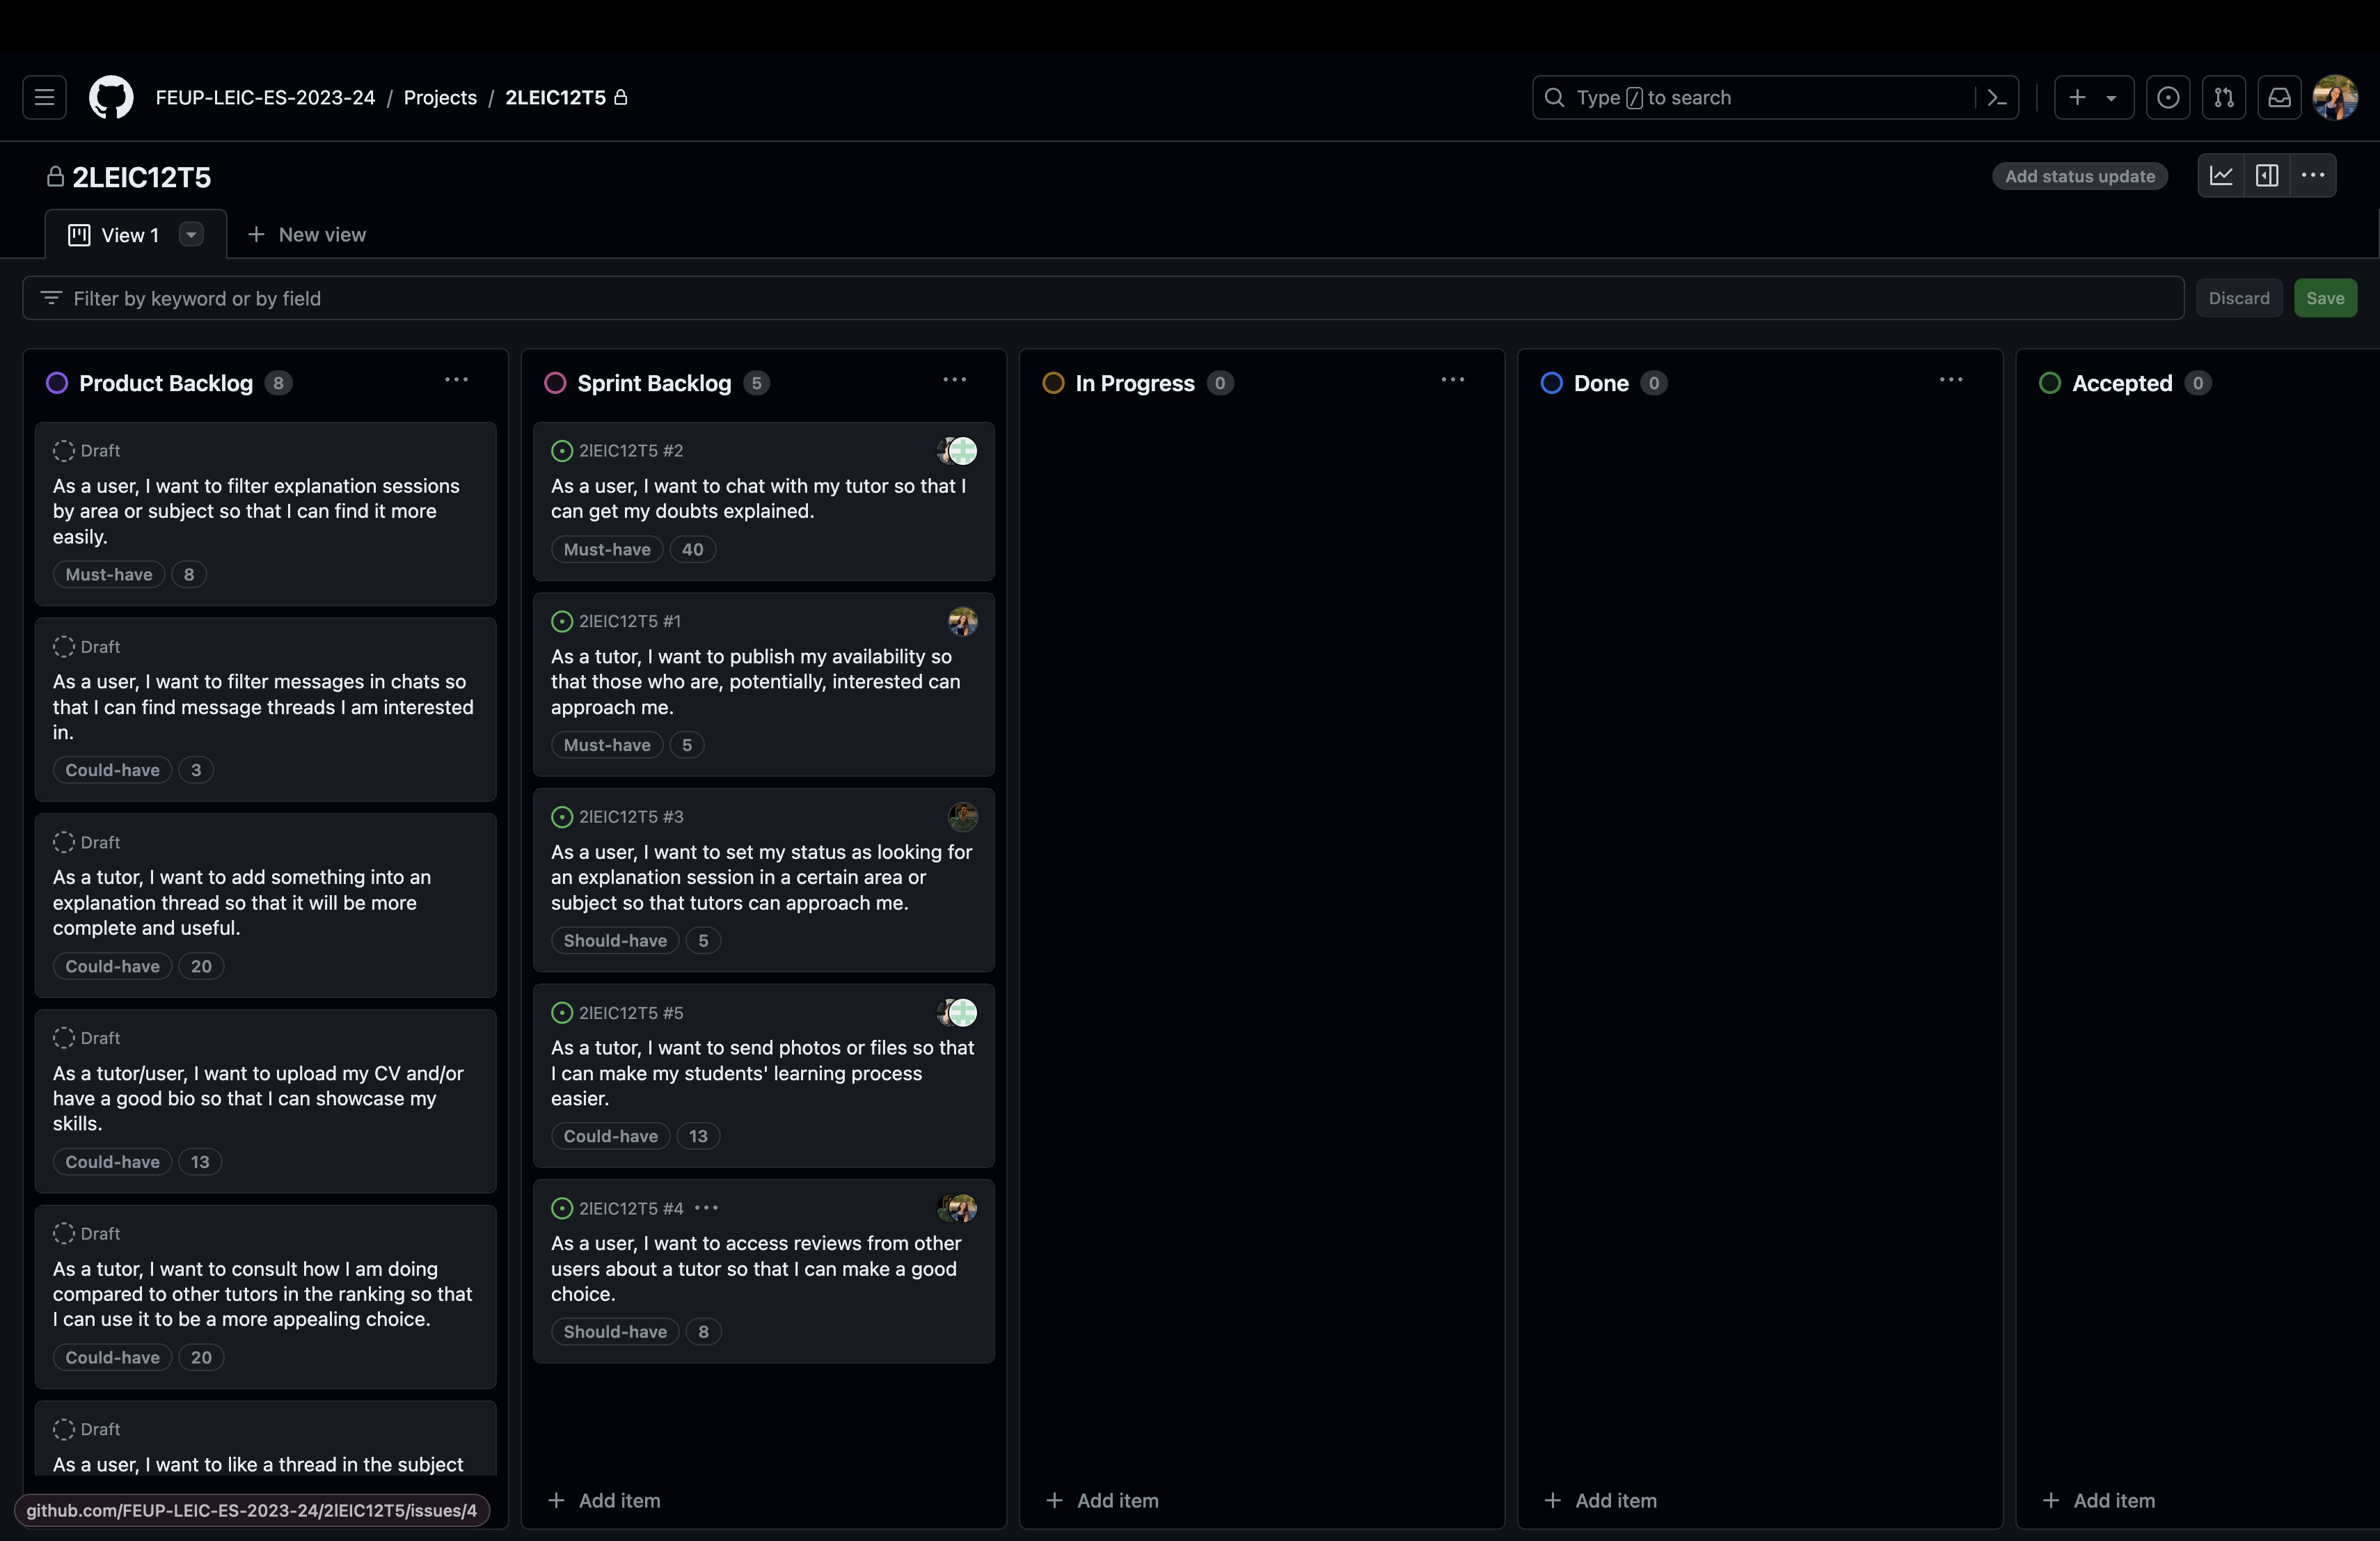 FEUP-LEIC-ES-2023-24 / Projects / 2LEIC12T5
Type / to search
2LEIC12T5
Add status update
View 1
New view
Filter by keyword or by field
Discard
Save
Product Backlog 8
Draft
As a user, I want to filter explanation sessions
by area or subject so that I can find it more
easily.
Must-have 8
Draft
As a user, I want to filter messages in chats so
that I can find message threads I am interested
in.
Could-have 3
Draft
As a tutor, I want to add something into an
explanation thread so that it will be more
complete and useful.
Could-have 20
Draft
As a tutor/user, I want to upload my CV and/or
have a good bio so that I can showcase my
skills.
Could-have 13
Draft
As a tutor, I want to consult how I am doing
compared to other tutors in the ranking so that
I can use it to be a more appealing choice.
Could-have 20
Draft
As a user, I want to like a thread in the subject
Sprint Backlog 5
2lEIC12T5 #2
As a user, I want to chat with my tutor so that I
can get my doubts explained.
Must-have 40
2lEIC12T5 #1
As a tutor, I want to publish my availability so
that those who are, potentially, interested can
approach me.
Must-have 5
2lEIC12T5 #3
As a user, I want to set my status as looking for
an explanation session in a certain area or
subject so that tutors can approach me.
Should-have 5
2lEIC12T5 #5
As a tutor, I want to send photos or files so that
I can make my students' learning process
easier.
Could-have 13
2lEIC12T5 #4
As a user, I want to access reviews from other
users about a tutor so that I can make a good
choice.
Should-have 8
Add item
In Progress 0
Add item
Done 0
Add item
Accepted 0
Add item
github.com/FEUP-LEIC-ES-2023-24/2lEIC12T5/issues/4